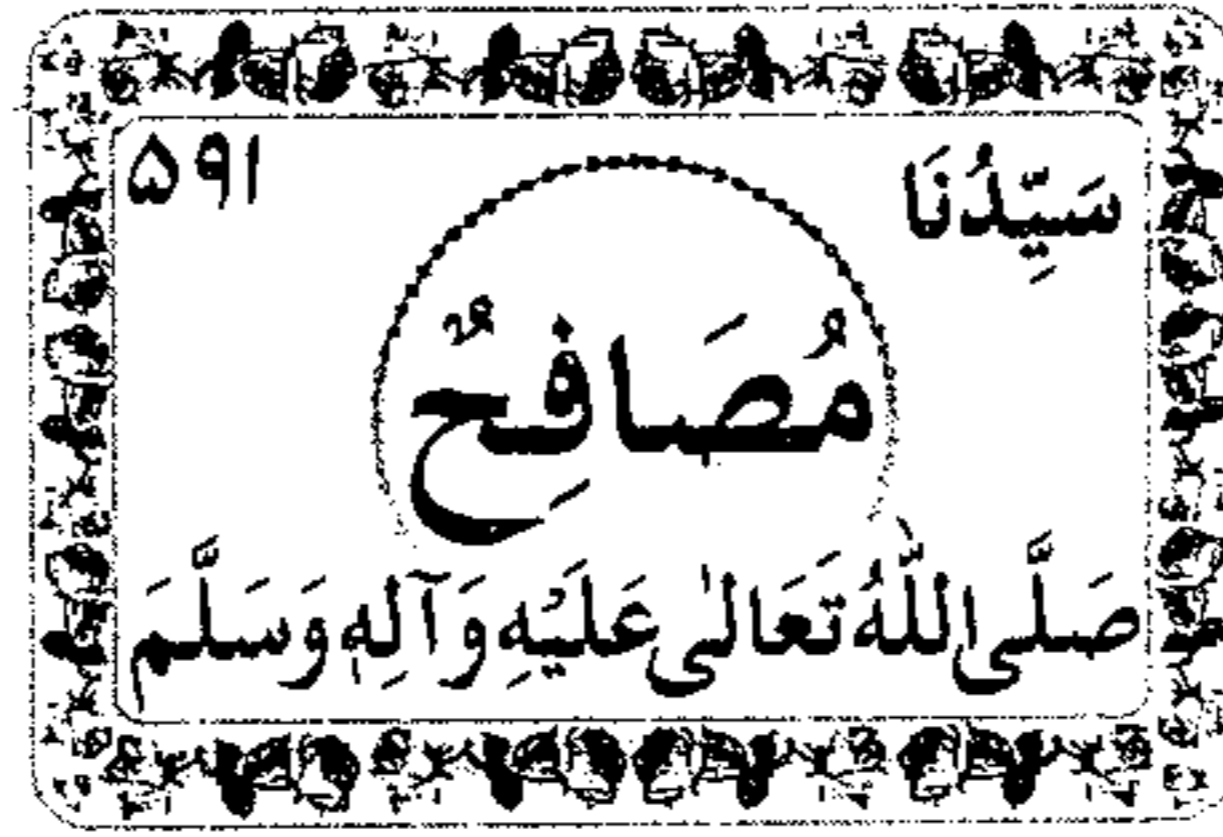 سَيِّدُنَا ۵۹۱
مُصَافِحٌ
صَلَّى اللّٰهُ تَعَالٰى عَلَيْهِ وَآلِهٖ وَسَلَّمَ